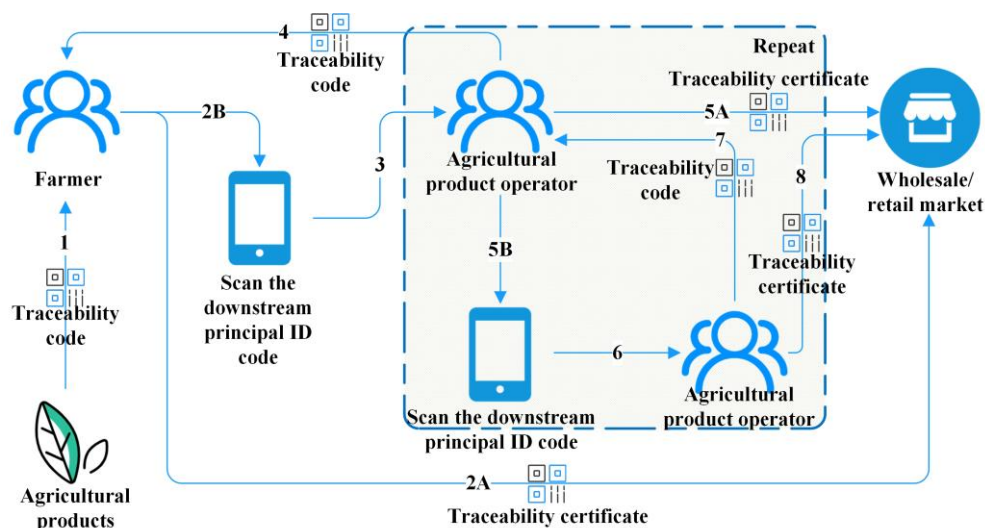 4
Traceability
code
Repeat
Traceability certificate
2B
5A
3
7
Farmer
Agricultural
product operator
Traceability
code
8
Wholesale/
retail market
1
Traceability
code
5B
Scan the
downstream
principal ID
code
Traceability
certificate
6
Agricultural
product operator
Scan the downstream
principal ID code
Agricultural
products
2A
Traceability certificate